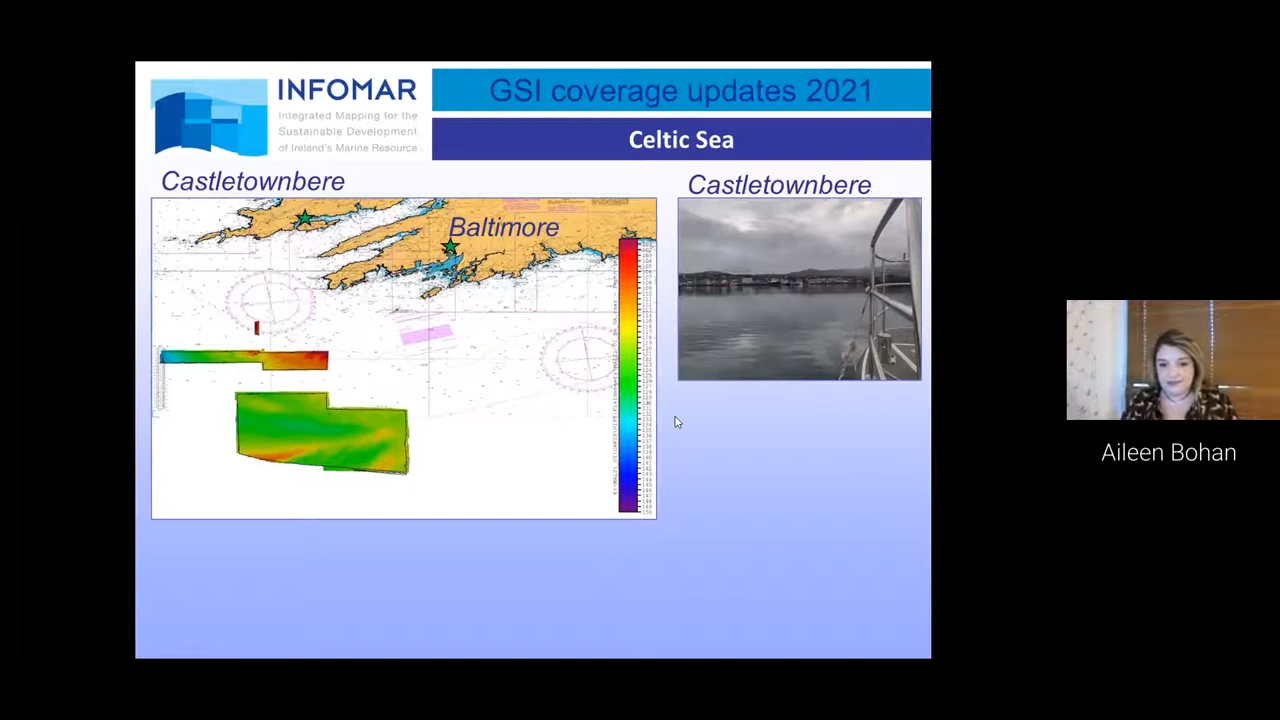 INFOMAR
Integrated Mapping for the
Sustainable Development
of Ireland's Marine Resource
GSI coverage updates 2021
Celtic Sea
Castletownbere
Castletownbere
Baltimore
Aileen Bohan